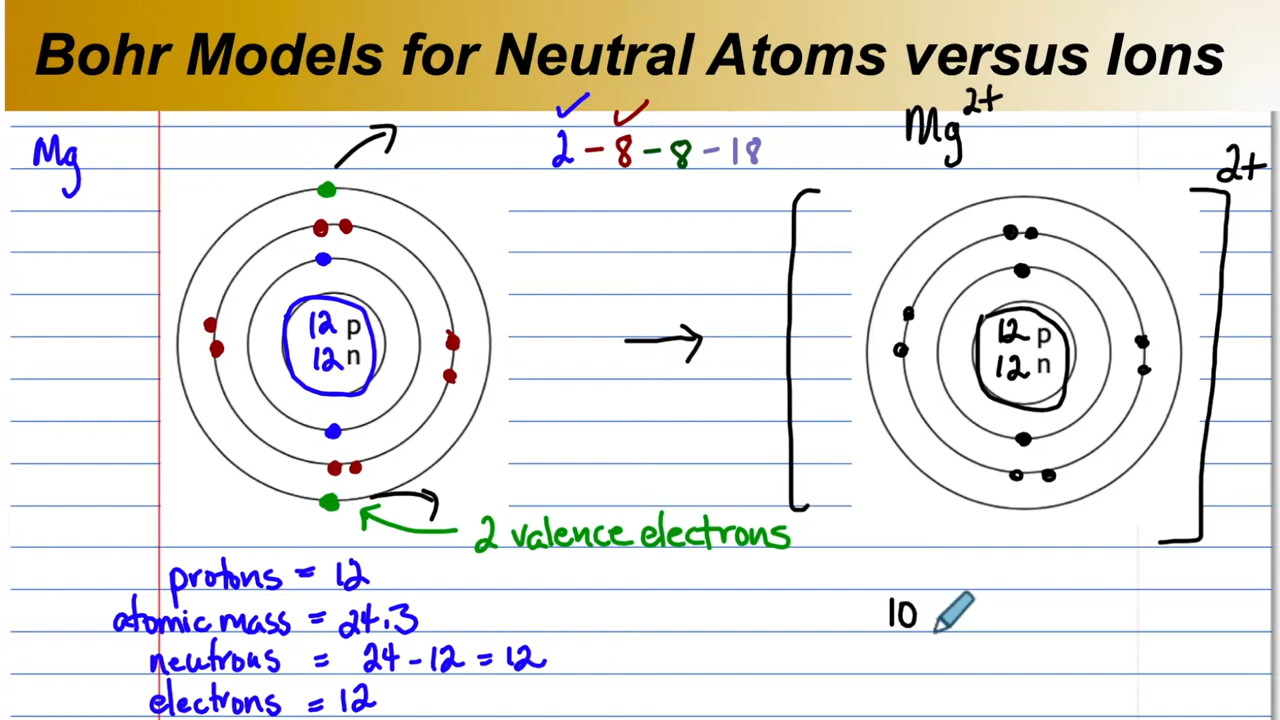 Bohr Models for Neutral Atoms versus Ions
Mg
2 - 8 - 8 - 18
Mg2+
2+
12 p
12 n
12 p
12 n
2 valence electrons
protons = 12
atomic mass = 24.3
neutrons = 24 - 12 = 12
electrons = 12
10